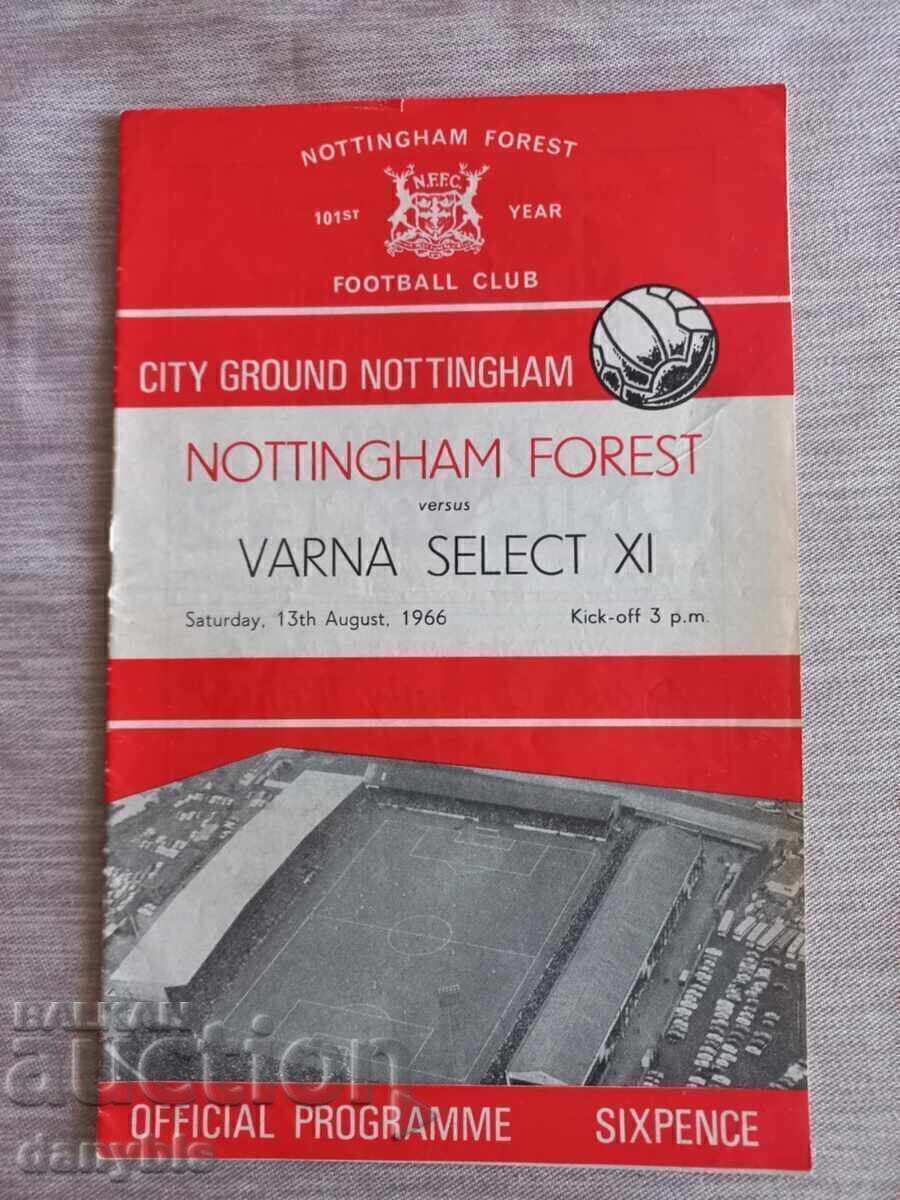 NOTTINGHAM FOREST
N.F.F.C.
101ST YEAR
FOOTBALL CLUB
CITY GROUND NOTTINGHAM
NOTTINGHAM FOREST
versus
VARNA SELECT XI
Saturday, 13th August, 1966 Kick-off 3 p.m.
BALKAN
auction
OFFICIAL PROGRAMME SIXPENCE
danybls